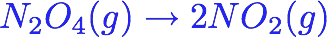 N₂O₄(g) → 2NO₂(g)